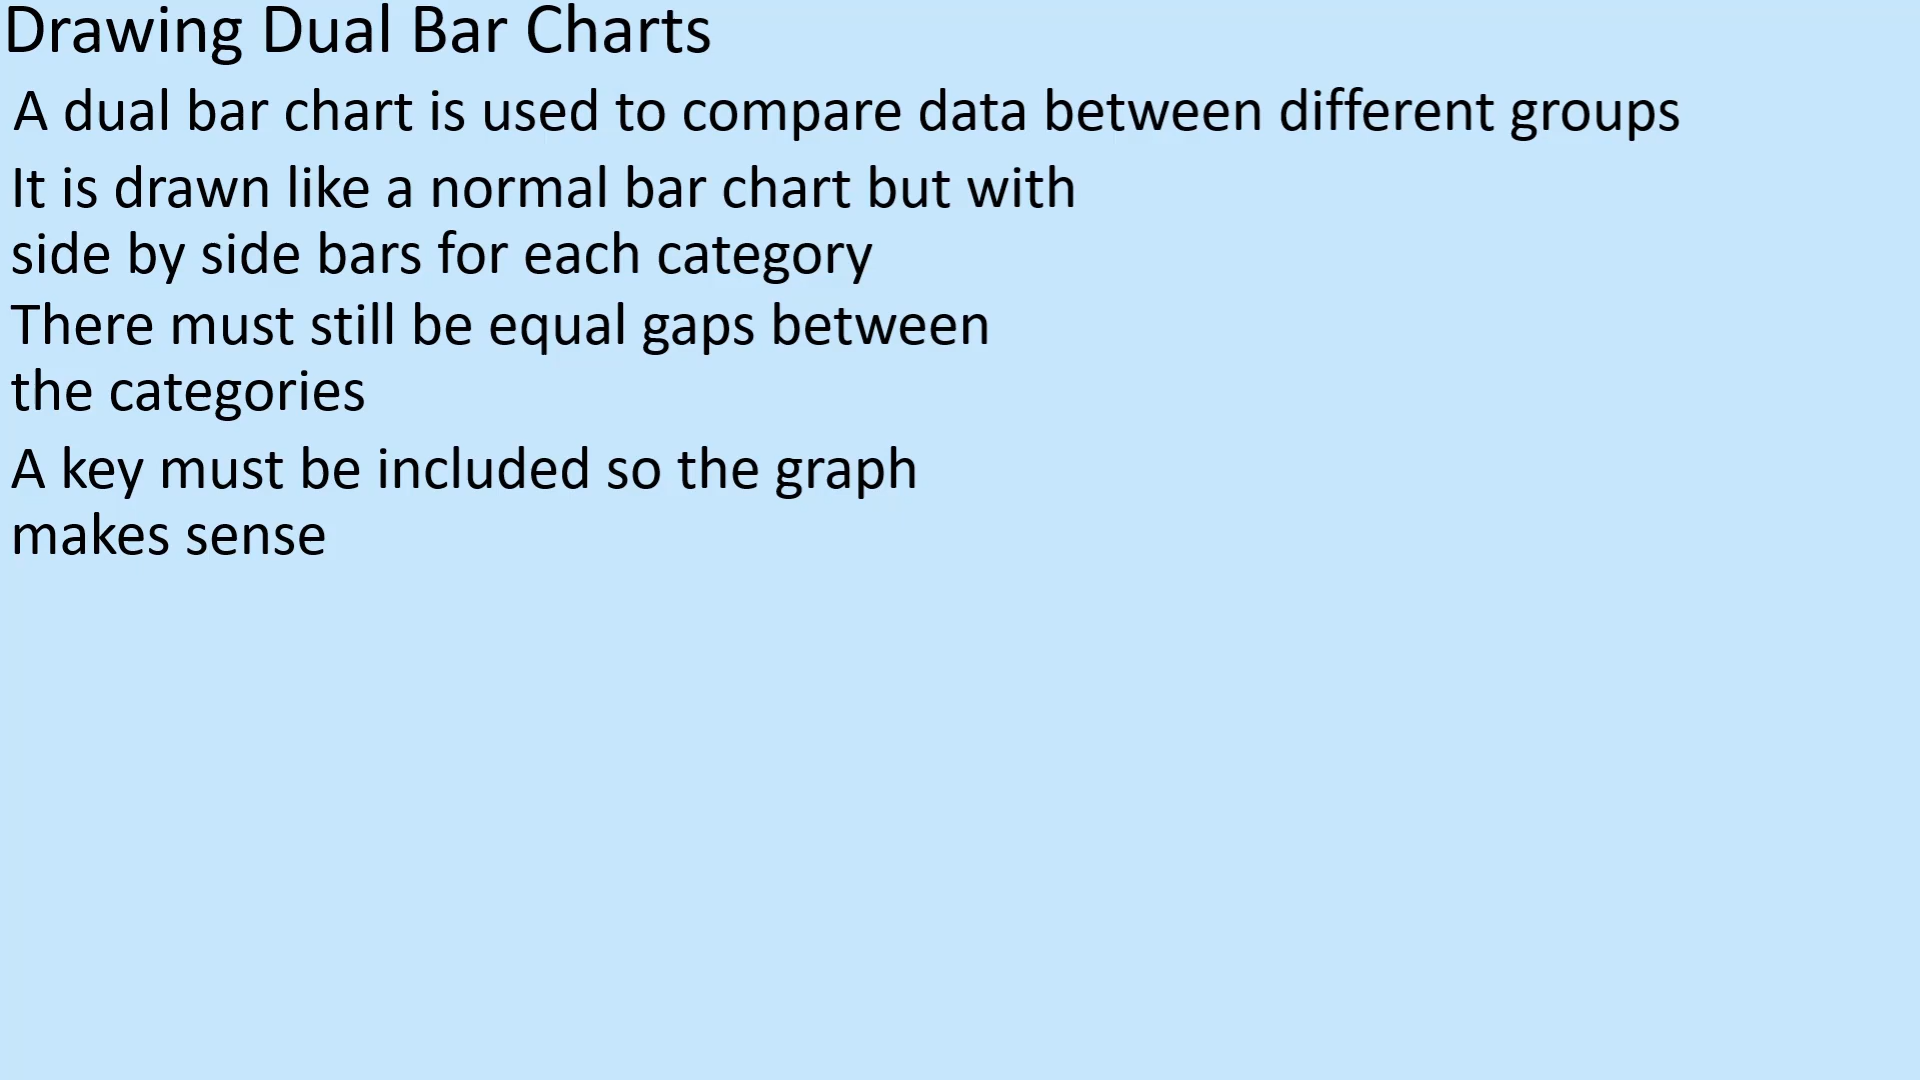 Drawing Dual Bar Charts
A dual bar chart is used to compare data between different groups
It is drawn like a normal bar chart but with
side by side bars for each category
There must still be equal gaps between
the categories
A key must be included so the graph
makes sense